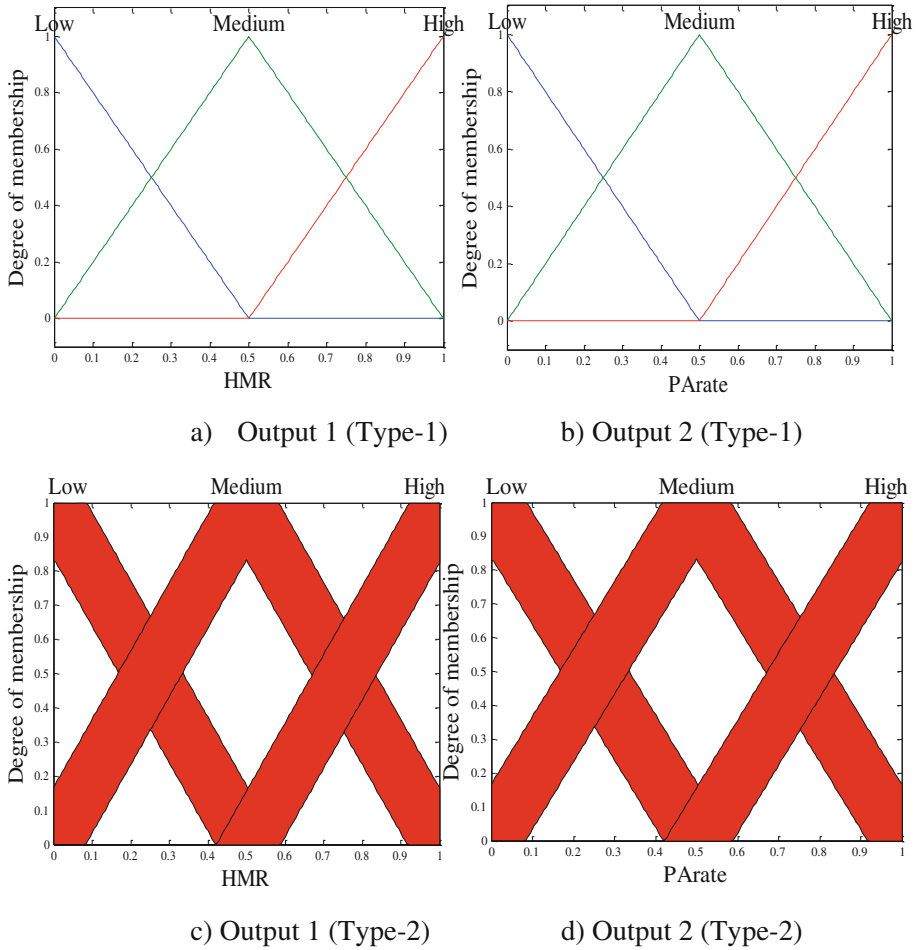 Low Medium High
Degree of membership
1
0.8
0.6
0.4
0.2
0
0 0.1 0.2 0.3 0.4 0.5 0.6 0.7 0.8 0.9 1
HMR
a) Output 1 (Type-1)
Low Medium High
Degree of membership
1
0.8
0.6
0.4
0.2
0
0 0.1 0.2 0.3 0.4 0.5 0.6 0.7 0.8 0.9 1
PArate
b) Output 2 (Type-1)
Low Medium High
Degree of membership
1
0.9
0.8
0.7
0.6
0.5
0.4
0.3
0.2
0.1
0
0 0.1 0.2 0.3 0.4 0.5 0.6 0.7 0.8 0.9 1
HMR
c) Output 1 (Type-2)
Low Medium High
Degree of membership
1
0.9
0.8
0.7
0.6
0.5
0.4
0.3
0.2
0.1
0
0 0.1 0.2 0.3 0.4 0.5 0.6 0.7 0.8 0.9 1
PArate
d) Output 2 (Type-2)